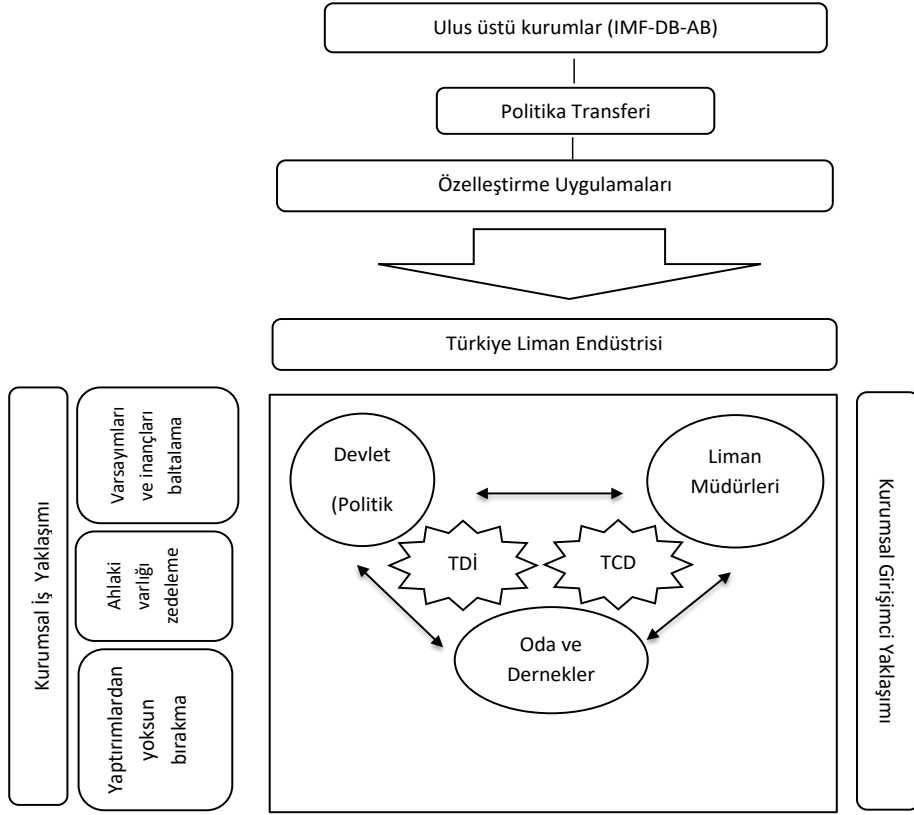 Ulus üstü kurumlar (IMF-DB-AB)
Politika Transferi
Özelleştirme Uygulamaları
Türkiye Liman Endüstrisi
Kurumsal İş Yaklaşımı
Varsayımları
ve inançları
baltalama
Ahlaki
varlığı
zedeleme
Yaptırımlardan
yoksun
bırakma
Devlet
(Politik
Liman
Müdürleri
TDİ
TCD
Oda ve
Dernekler
Kurumsal Girişimci Yaklaşımı